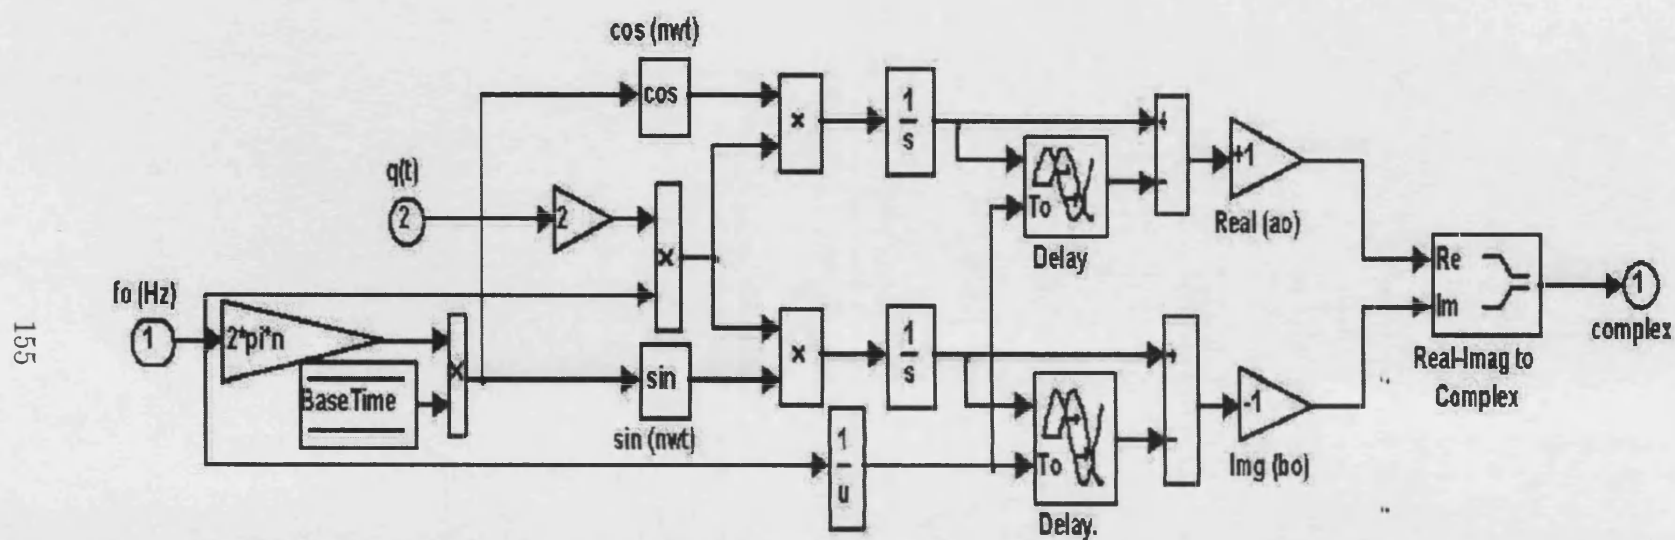 cos (nwt)
cos
×
1
s
+
-
+1
Real (ao)
q(t)
2
2
×
To
Delay
fo (Hz)
1
2*pi*n
BaseTime
×
sin
sin (nwt)
×
1
s
1
u
To
Delay.
+
-
-1
Img (bo)
Re
Im
Real-Imag to
Complex
1
complex
155